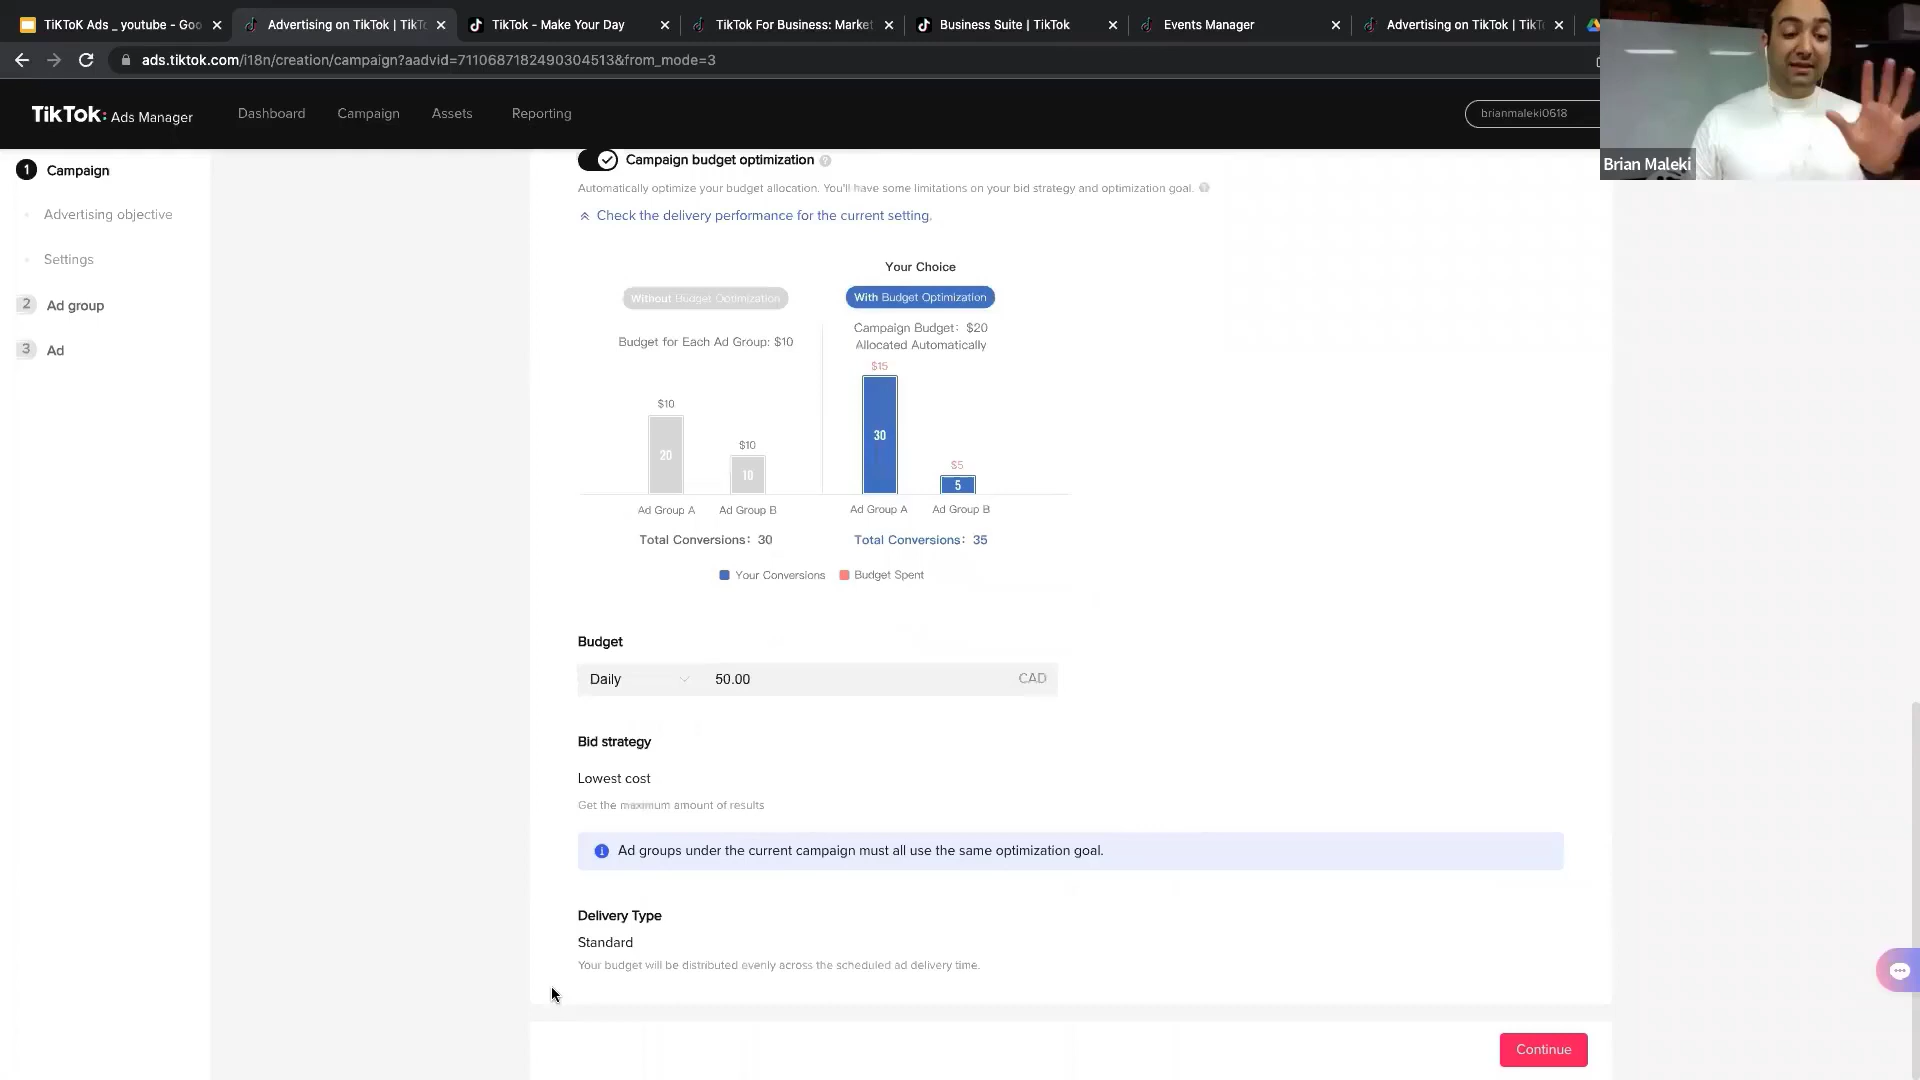 TiKToK Ads _ youtube - Goo
Advertising on TikTok | TikT
TikTok - Make Your Day
TikTok For Business: Market
Business Suite | TikTok
Events Manager
Advertising on TikTok | TikT
ads.tiktok.com/i18n/creation/campaign?aadvid=7110687182490304513&from_mode=3
TikTok: Ads Manager
Dashboard
Campaign
Assets
Reporting
brianmaleki0618
Brian Maleki
1 Campaign
Advertising objective
Settings
2 Ad group
3 Ad
Campaign budget optimization ?
Automatically optimize your budget allocation. You'll have some limitations on your bid strategy and optimization goal. ?
Check the delivery performance for the current setting.
Your Choice
Without Budget Optimization
With Budget Optimization
Budget for Each Ad Group: $10
Campaign Budget: $20
Allocated Automatically
$10
20
$10
10
$15
30
$5
5
Ad Group A
Ad Group B
Ad Group A
Ad Group B
Total Conversions: 30
Total Conversions: 35
Your Conversions
Budget Spent
Budget
Daily
50.00
CAD
Bid strategy
Lowest cost
Get the maximum amount of results
Ad groups under the current campaign must all use the same optimization goal.
Delivery Type
Standard
Your budget will be distributed evenly across the scheduled ad delivery time.
Continue